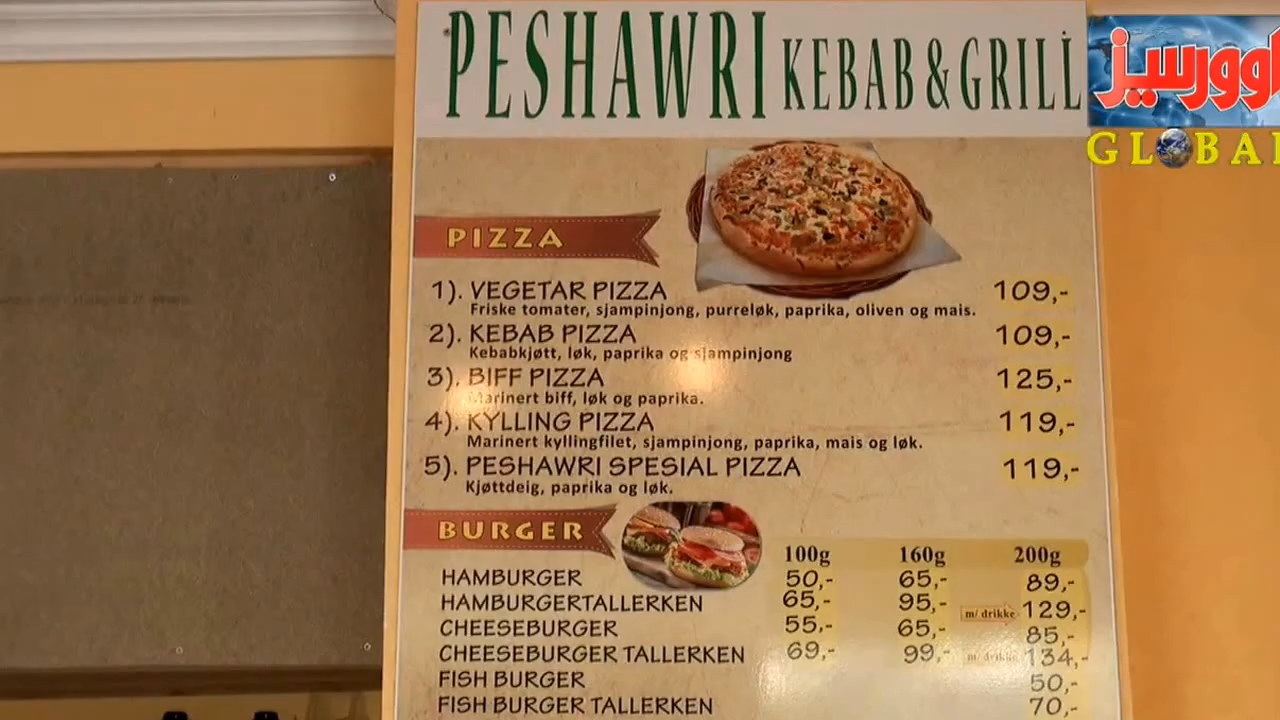 PESHAWRI KEBAB & GRILL
اوورسیز
GLOBAL
PIZZA
1). VEGETAR PIZZA 109,-
Friske tomater, sjampinjong, purreløk, paprika, oliven og mais.
2). KEBAB PIZZA 109,-
Kebabkjøtt, løk, paprika og sjampinjong
3). BIFF PIZZA 125,-
Marinert biff, løk og paprika.
4). KYLLING PIZZA 119,-
Marinert kyllingfilet, sjampinjong, paprika, mais og løk.
5). PESHAWRI SPESIAL PIZZA 119,-
Kjøttdeig, paprika og løk.
BURGER
100g 160g 200g
HAMBURGER 50,- 65,- 89,-
HAMBURGERTALLERKEN 65,- 95,- m/ drikke 129,-
CHEESEBURGER 55,- 65,- 85,-
CHEESEBURGER TALLERKEN 69,- 99,- m/ drikke 134,-
FISH BURGER 50,-
FISH BURGER TALLERKEN 70,-